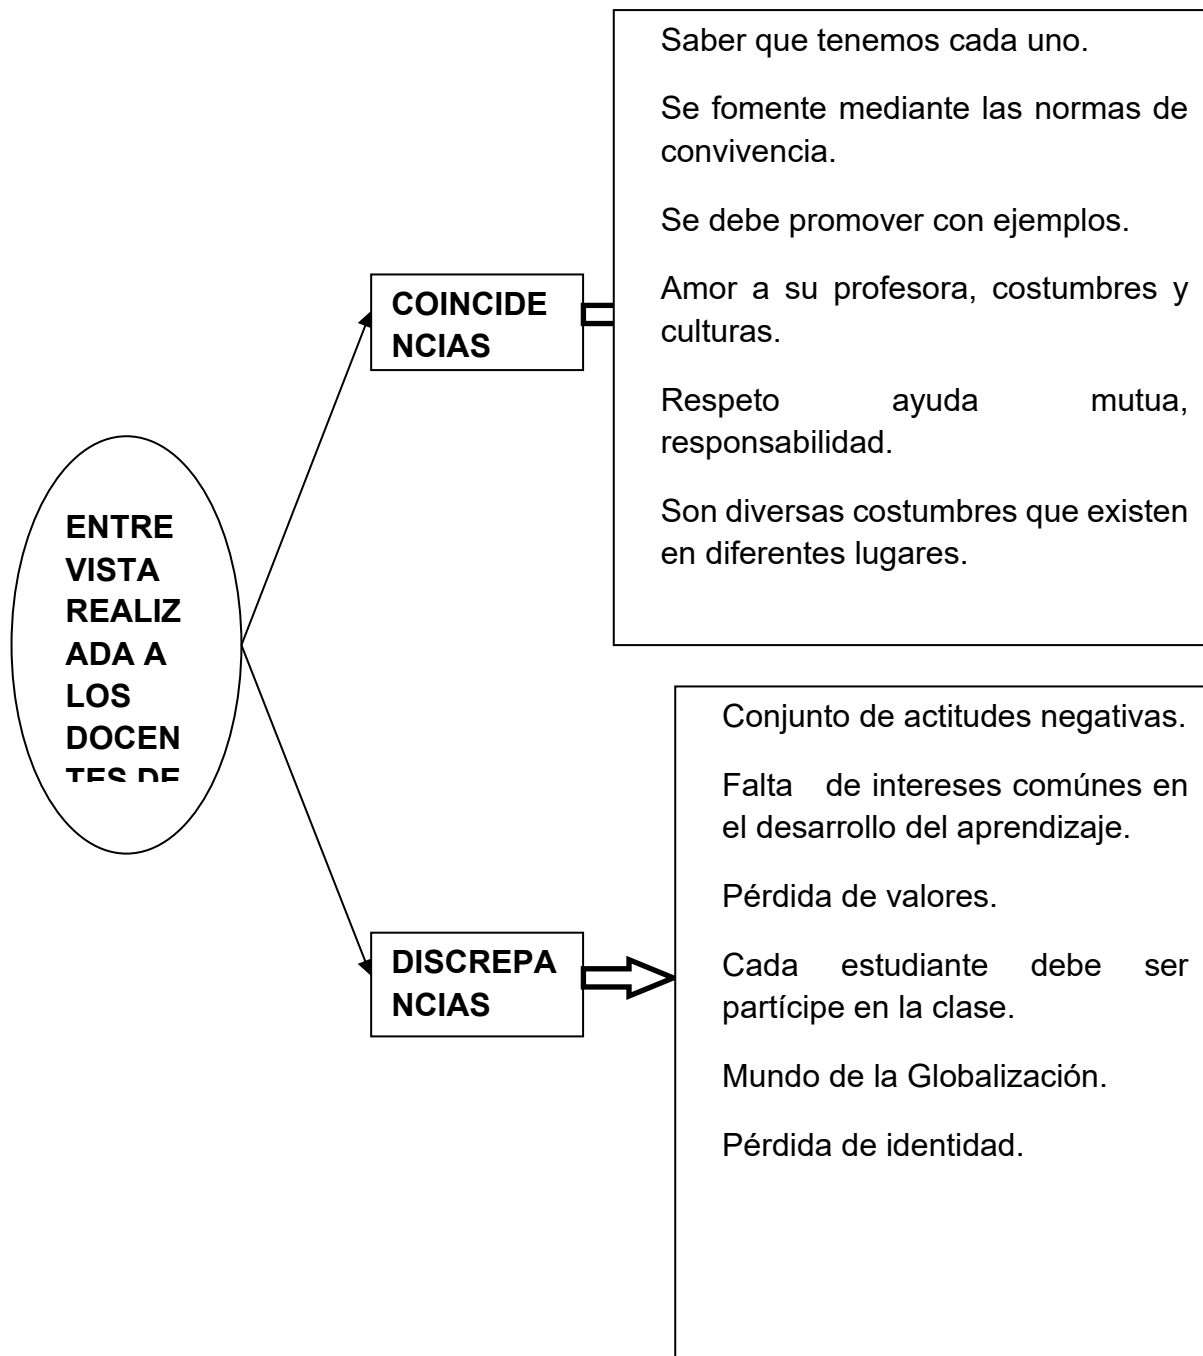 Saber que tenemos cada uno.
Se fomente mediante las normas de
convivencia.
Se debe promover con ejemplos.
Amor a su profesora, costumbres y
culturas.
Respeto ayuda mutua,
responsabilidad.
Son diversas costumbres que existen
en diferentes lugares.
COINCIDE
NCIAS
ENTRE
VISTA
REALIZ
ADA A
LOS
DOCEN
TES DE
Conjunto de actitudes negativas.
Falta de intereses comúnes en
el desarrollo del aprendizaje.
Pérdida de valores.
Cada estudiante debe ser
partícipe en la clase.
Mundo de la Globalización.
Pérdida de identidad.
DISCREPA
NCIAS